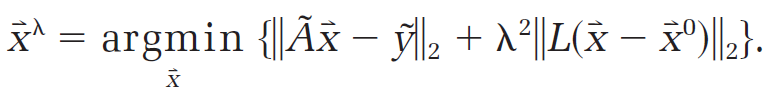 x⃗^λ = argmin {‖Ãx⃗ − ỹ‖₂ + λ²‖L(x⃗ − x⃗⁰)‖₂}.
x⃗